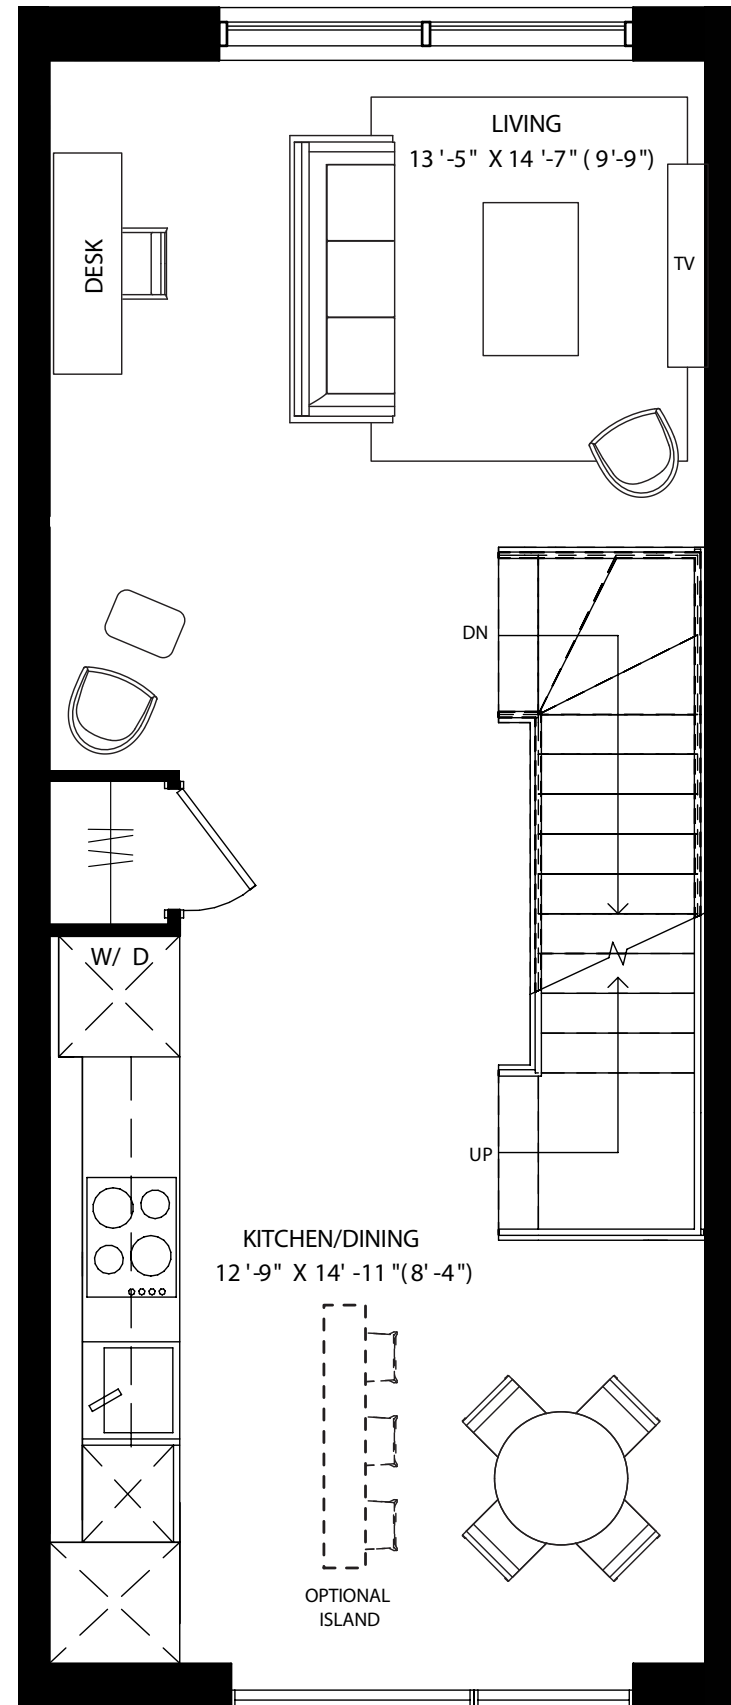 LIVING
13 '-5" X 14 '-7" ( 9'-9")
DESK
TV
DN
W/ D
UP
KITCHEN/DINING
12 '-9" X 14' -11 "(8' -4")
OPTIONAL
ISLAND